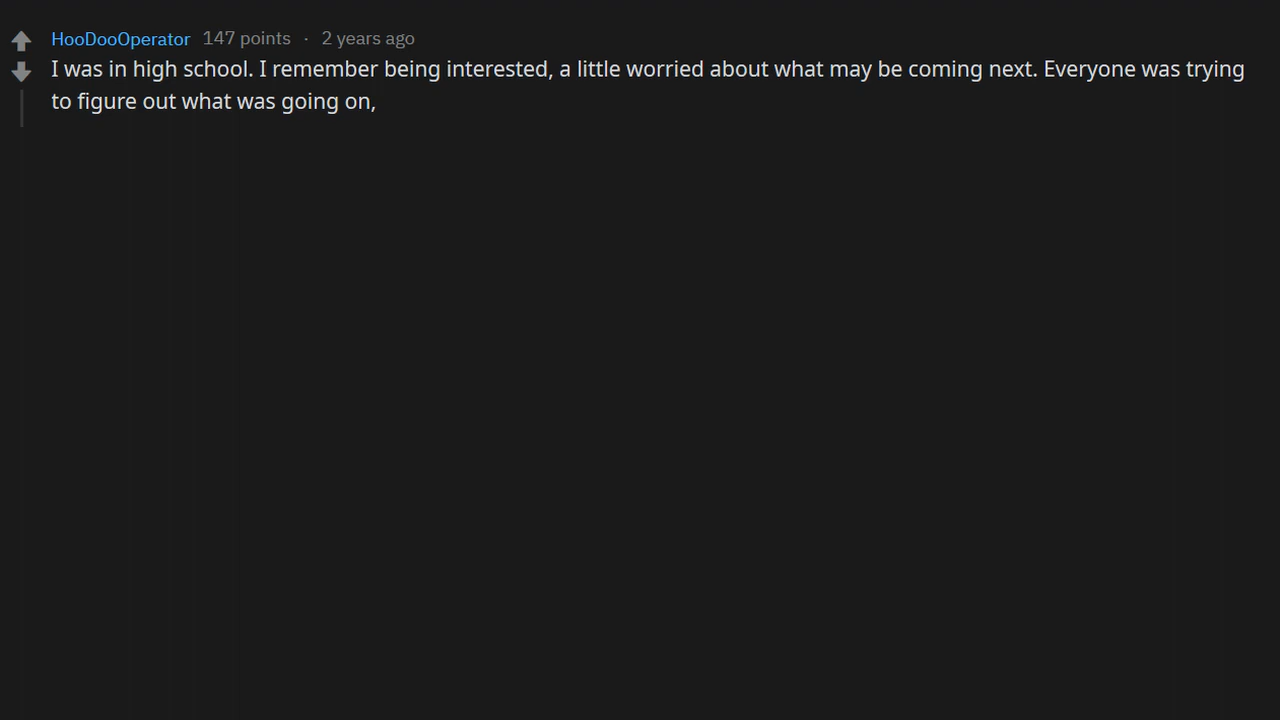 HooDooOperator 147 points · 2 years ago
I was in high school. I remember being interested, a little worried about what may be coming next. Everyone was trying
to figure out what was going on,